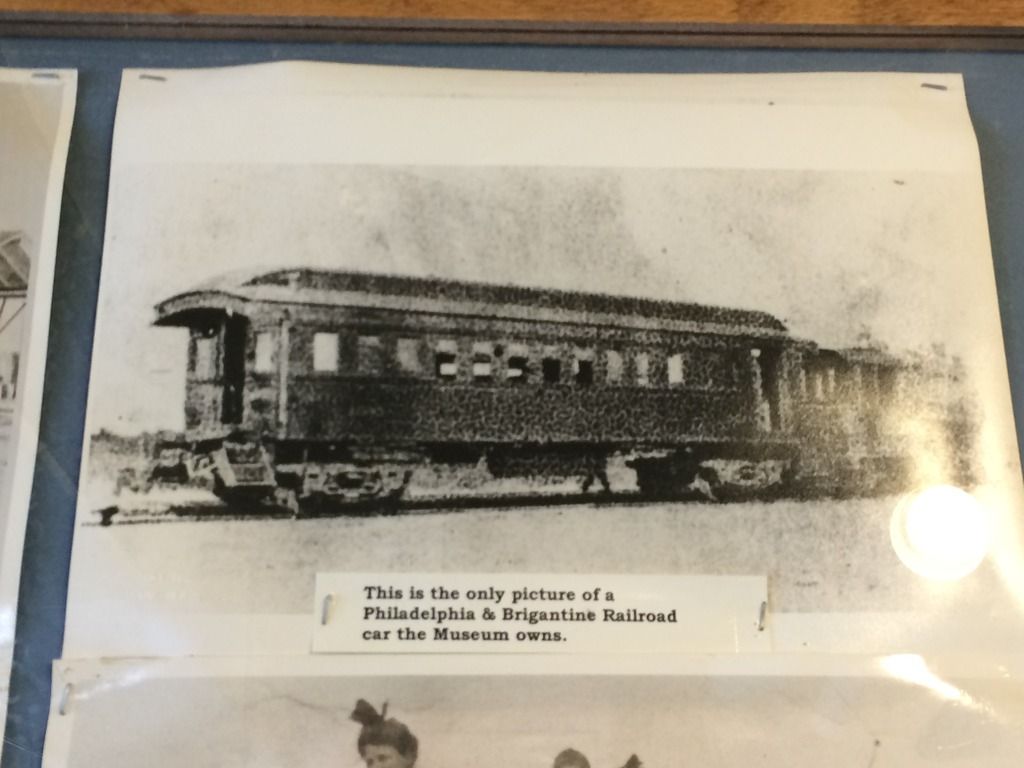 This is the only picture of a
Philadelphia & Brigantine Railroad
car the Museum owns.